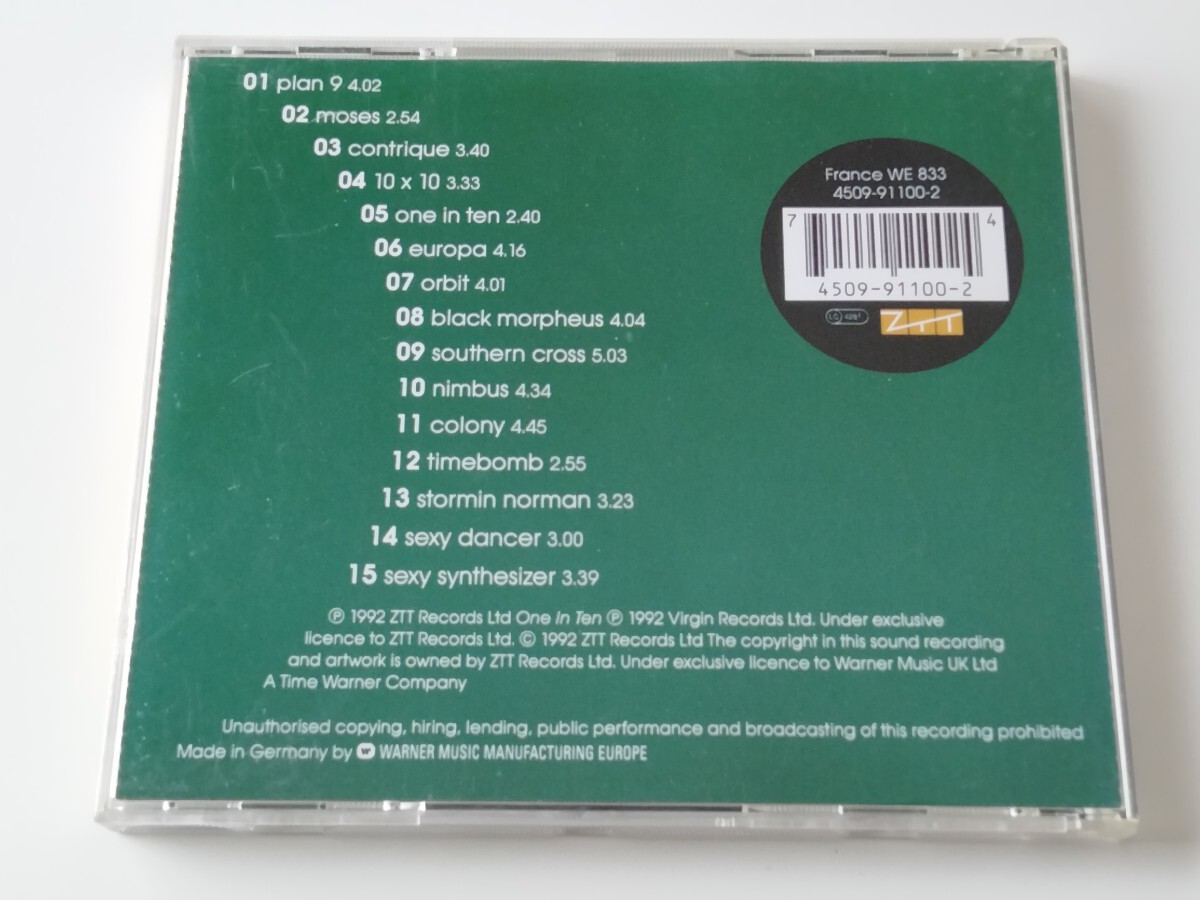 01 plan 9 4.02
02 moses 2.54
03 contrique 3.40
04 10 x 10 3.33
05 one in ten 2.40
06 europa 4.16
07 orbit 4.01
08 black morpheus 4.04
09 southern cross 5.03
10 nimbus 4.34
11 colony 4.45
12 timebomb 2.55
13 stormin norman 3.23
14 sexy dancer 3.00
15 sexy synthesizer 3.39
France WE 833
4509-91100-2
7 4
4509-91100-2
LC
ZTT
℗ 1992 ZTT Records Ltd One In Ten ℗ 1992 Virgin Records Ltd. Under exclusive
licence to ZTT Records Ltd. © 1992 ZTT Records Ltd The copyright in this sound recording
and artwork is owned by ZTT Records Ltd. Under exclusive licence to Warner Music UK Ltd
A Time Warner Company
Unauthorised copying, hiring, lending, public performance and broadcasting of this recording prohibited
Made in Germany by WARNER MUSIC MANUFACTURING EUROPE